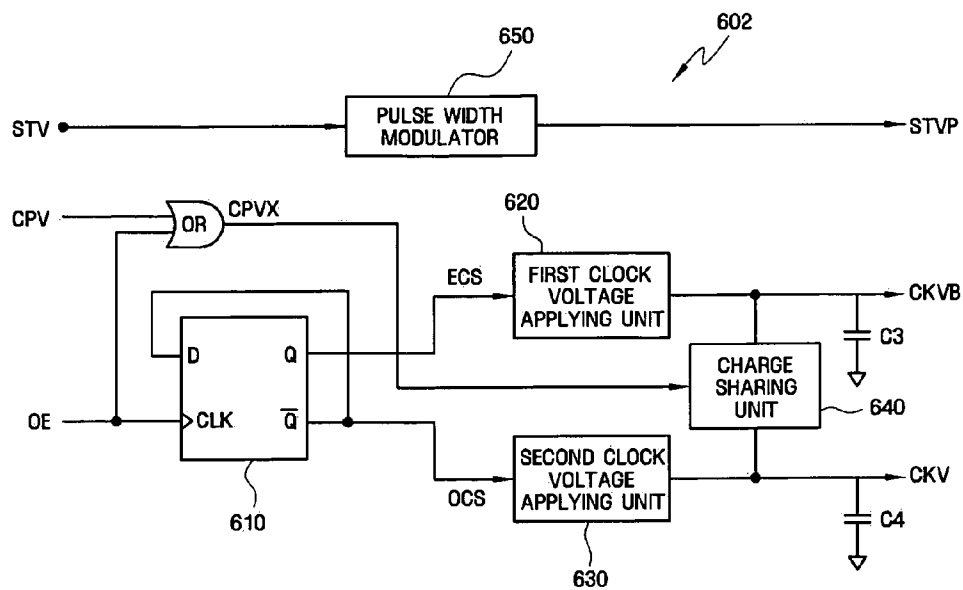 602
650
STV
PULSE WIDTH
MODULATOR
STVP
CPV
OR
CPVX
620
ECS
FIRST CLOCK
VOLTAGE
APPLYING UNIT
CKVB
C3
D
Q
CHARGE
SHARING
UNIT
640
OE
CLK
Q̅
610
OCS
SECOND CLOCK
VOLTAGE
APPLYING UNIT
630
CKV
C4